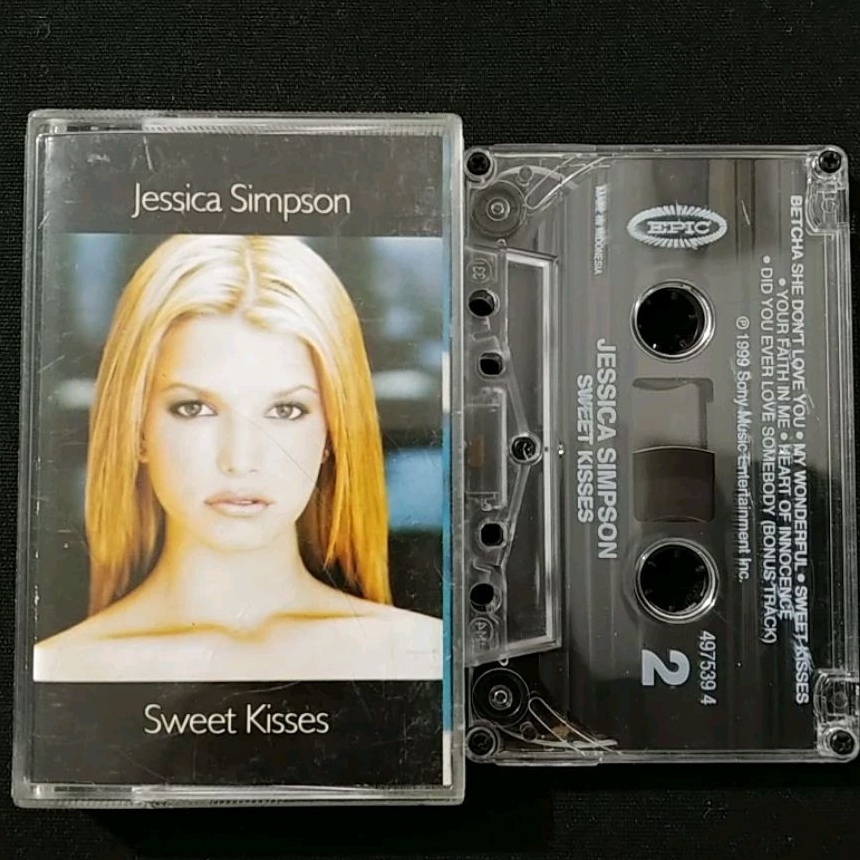 Jessica Simpson
Sweet Kisses
BETCHA SHE DON'T LOVE YOU • MY WONDERFUL • SWEET KISSES
• YOUR FAITH IN ME • HEART OF INNOCENCE
• DID YOU EVER LOVE SOMEBODY (BONUS TRACK)
℗ 1999 Sony Music Entertainment Inc.
EPIC
497539 4
2
JESSICA SIMPSON
SWEET KISSES
MADE IN INDONESIA